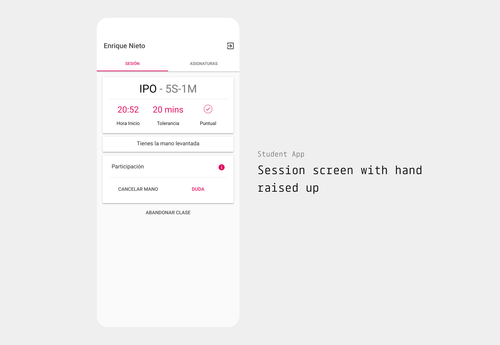 Enrique Nieto
SESIÓN
ASIGNATURAS
IPO - 5S-1M
20:52
20 mins
Hora Inicio
Tolerancia
Puntual
Tienes la mano levantada
Participación
CANCELAR MANO
DUDA
ABANDONAR CLASE
Student App
Session screen with hand
raised up